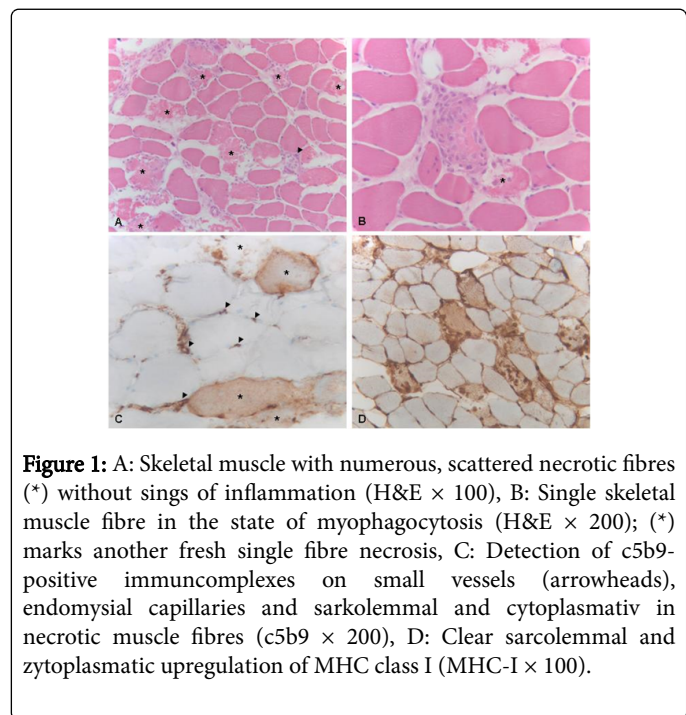 * * *
* *
* *
A
*
B
* *
* *
C
D
Figure 1: A: Skeletal muscle with numerous, scattered necrotic fibres
(*) without sings of inflammation (H&E × 100), B: Single skeletal
muscle fibre in the state of myophagocytosis (H&E × 200); (*)
marks another fresh single fibre necrosis, C: Detection of c5b9-
positive immuncomplexes on small vessels (arrowheads),
endomysial capillaries and sarkolemmal and cytoplasmativ in
necrotic muscle fibres (c5b9 × 200), D: Clear sarcolemmal and
zytoplasmatic upregulation of MHC class I (MHC-I × 100).